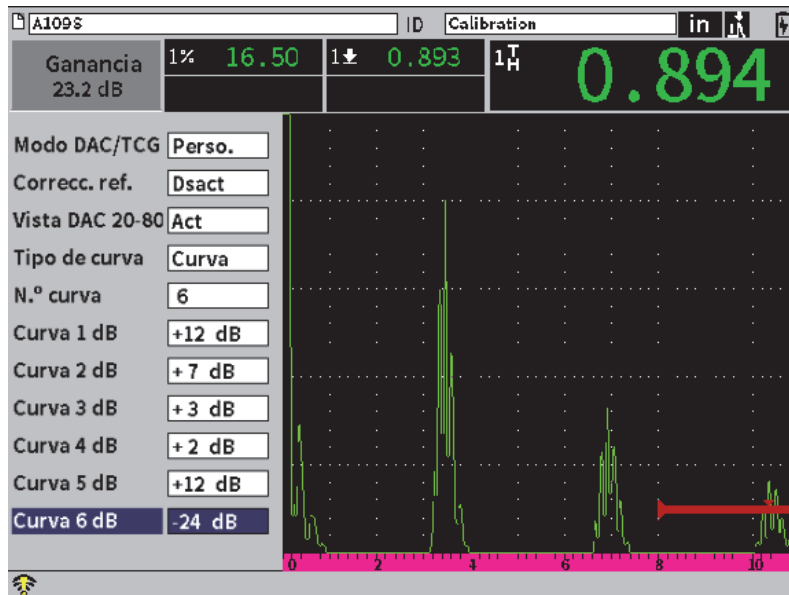 A109S ID Calibration in
Ganancia
23.2 dB
1% 16.50
1 0.893
1 T H 0.894
Modo DAC/TCG Perso.
Correcc. ref. Dsact
Vista DAC 20-80 Act
Tipo de curva Curva
N.º curva 6
Curva 1 dB +12 dB
Curva 2 dB +7 dB
Curva 3 dB +3 dB
Curva 4 dB +2 dB
Curva 5 dB +12 dB
Curva 6 dB -24 dB
0 2 4 6 8 10